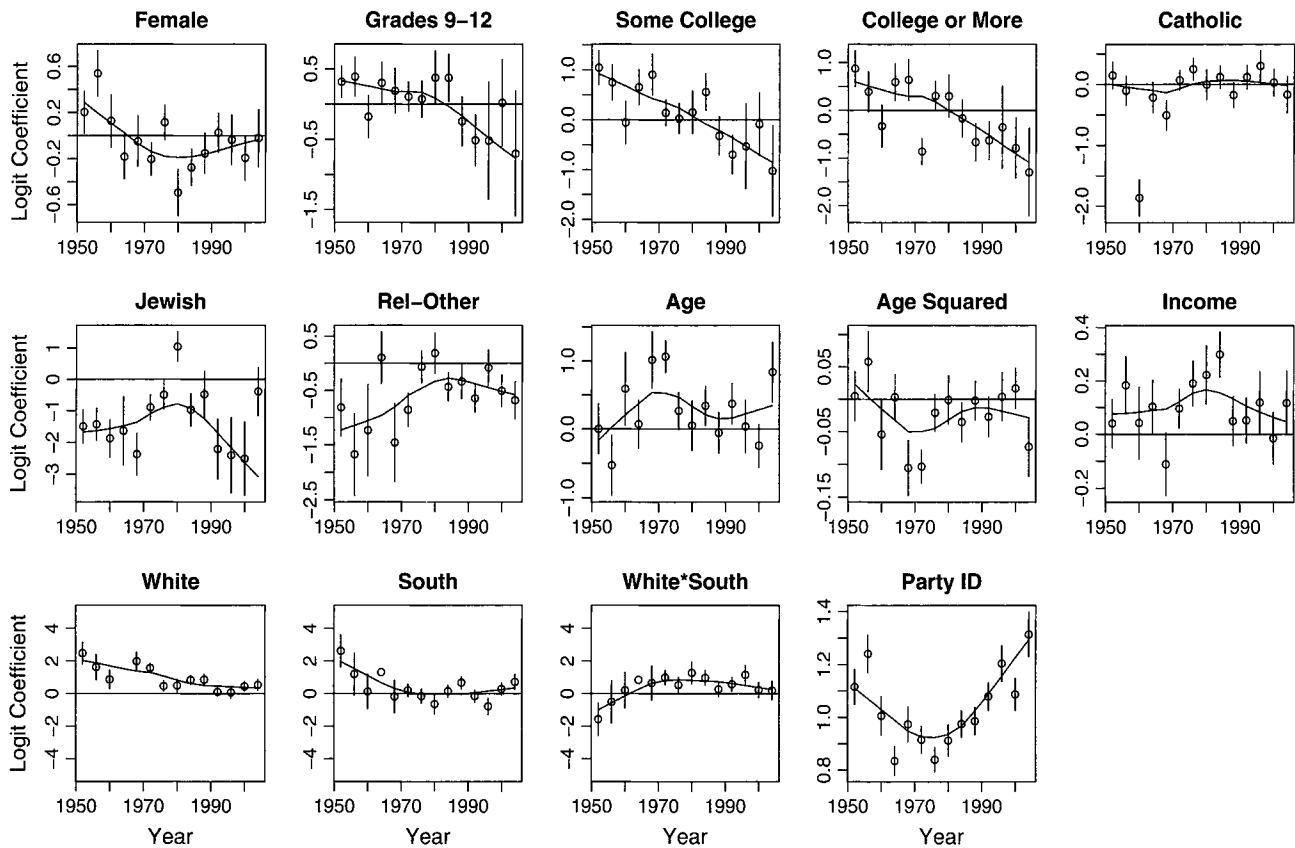 Female
Logit Coefficient
0.6
0.2
−0.2
−0.6
1950 1970 1990
Grades 9−12
0.5
−0.5
−1.5
1950 1970 1990
Some College
1.0
0.0
−1.0
−2.0
1950 1970 1990
College or More
1.0
0.0
−1.0
−2.0
1950 1970 1990
Catholic
0.0
−1.0
−2.0
1950 1970 1990
Jewish
Logit Coefficient
1
0
−1
−2
−3
1950 1970 1990
Rel−Other
0.5
−0.5
−1.5
−2.5
1950 1970 1990
Age
1.0
0.0
−1.0
1950 1970 1990
Age Squared
0.05
−0.05
−0.15
1950 1970 1990
Income
0.4
0.2
0.0
−0.2
1950 1970 1990
White
Logit Coefficient
4
2
0
−2
−4
1950 1970 1990
Year
South
4
2
0
−2
−4
1950 1970 1990
Year
White*South
4
2
0
−2
−4
1950 1970 1990
Year
Party ID
1.4
1.2
1.0
0.8
1950 1970 1990
Year